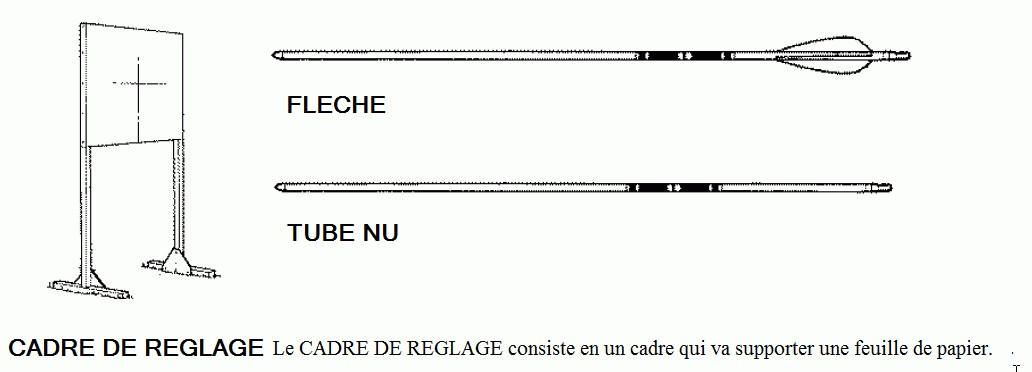 FLECHE
TUBE NU
CADRE DE REGLAGE Le CADRE DE REGLAGE consiste en un cadre qui va supporter une feuille de papier.